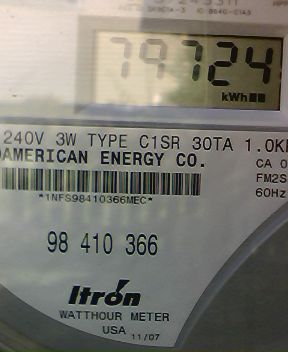 79724
kWh
240V 3W TYPE C1SR 30TA 1.0K
AMERICAN ENERGY CO.
CA 0
*1NFS98410366MEC*
FM2S
60Hz
98 410 366
Itron
WATTHOUR METER
USA 11/07